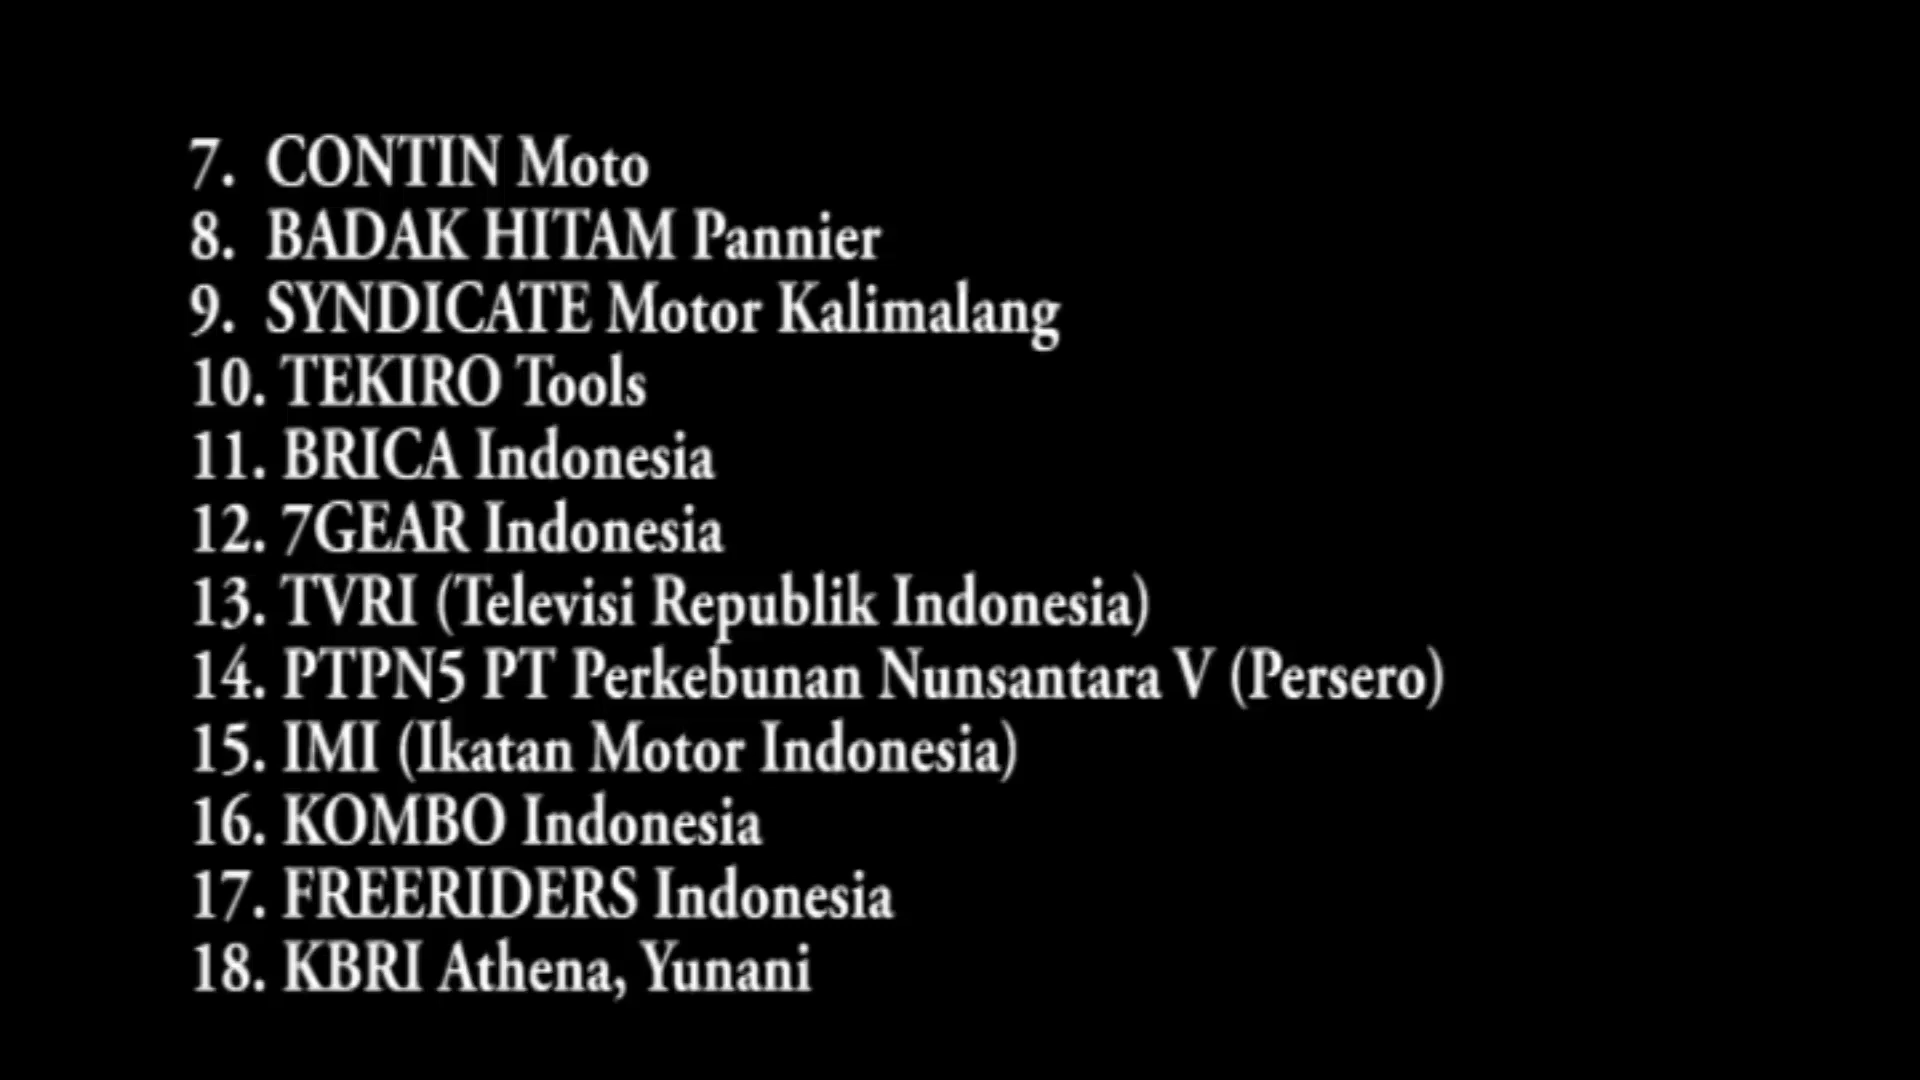 7. CONTIN Moto
8. BADAK HITAM Pannier
9. SYNDICATE Motor Kalimalang
10. TEKIRO Tools
11. BRICA Indonesia
12. 7GEAR Indonesia
13. TVRI (Televisi Republik Indonesia)
14. PTPN5 PT Perkebunan Nunsantara V (Persero)
15. IMI (Ikatan Motor Indonesia)
16. KOMBO Indonesia
17. FREERIDERS Indonesia
18. KBRI Athena, Yunani